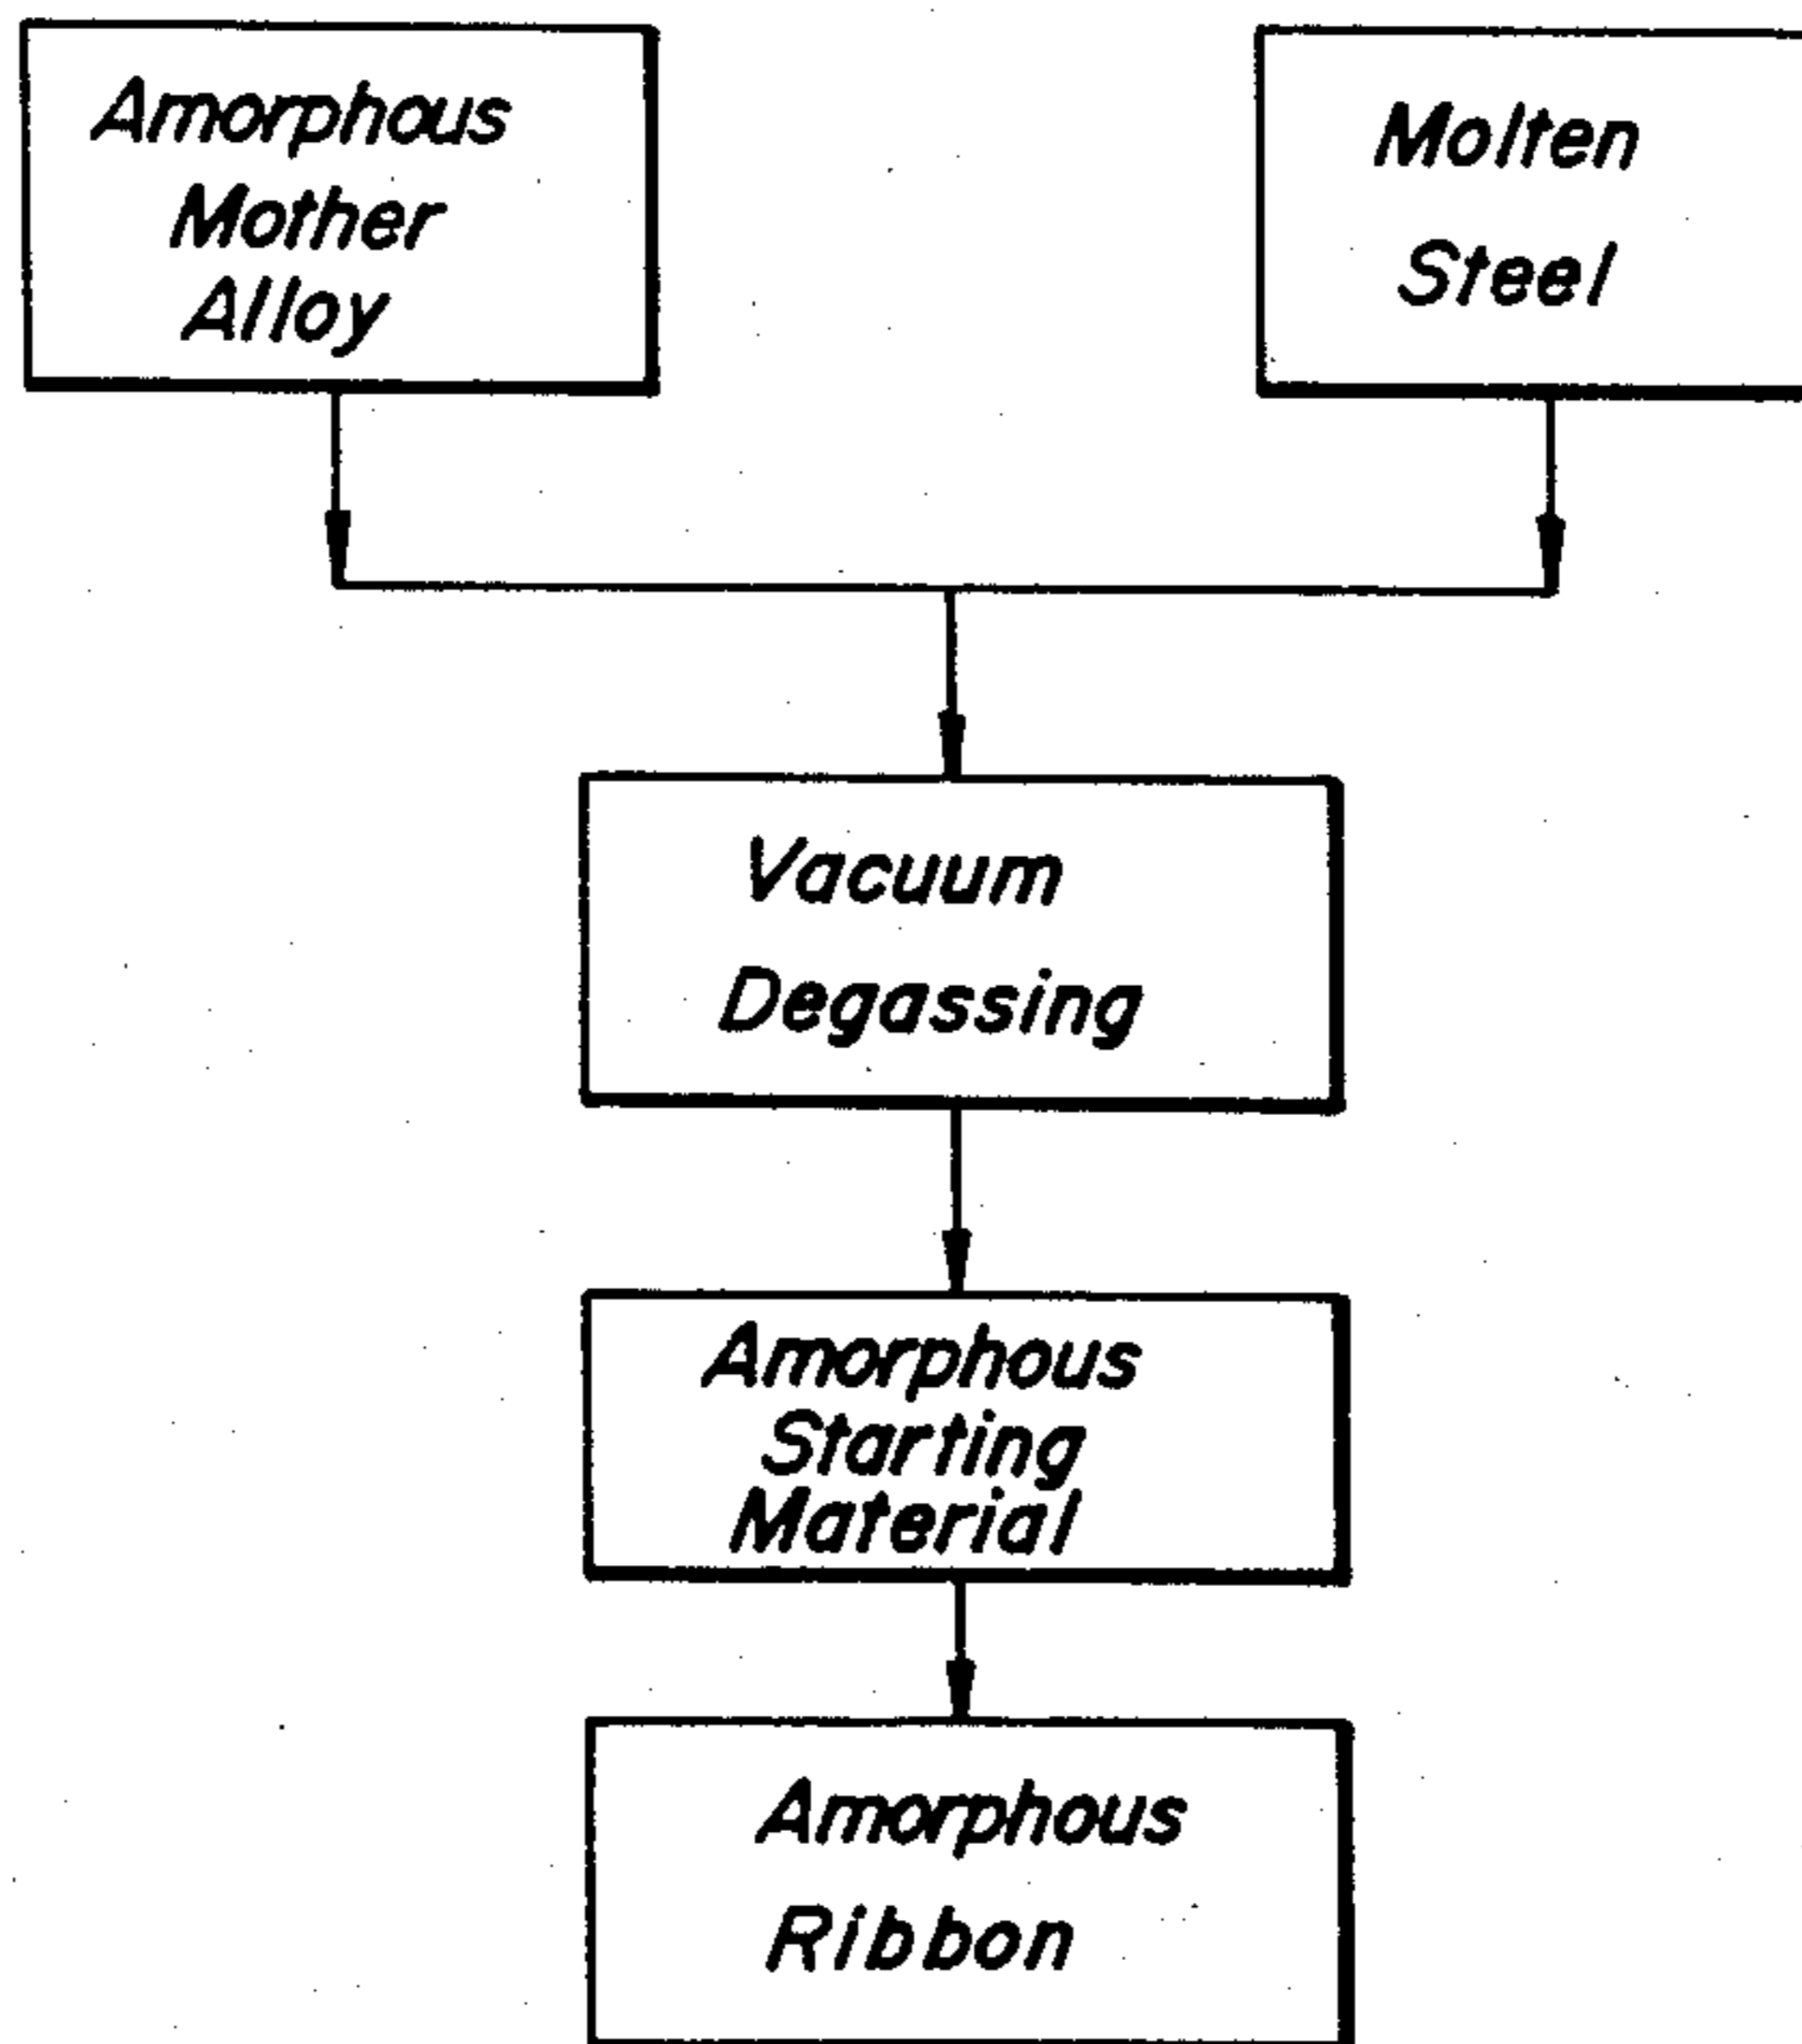 Amorphous
Mother
Alloy
Molten
Steel
Vacuum
Degassing
Amorphous
Starting
Material
Amorphous
Ribbon